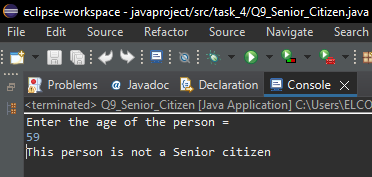 eclipse-workspace - javaproject/src/task_4/Q9_Senior_Citizen.java
File Edit Source Refactor Source Navigate Search
Problems @ Javadoc Declaration Console
<terminated> Q9_Senior_Citizen [Java Application] C:\Users\ELCO
Enter the age of the person =
59
This person is not a Senior citizen